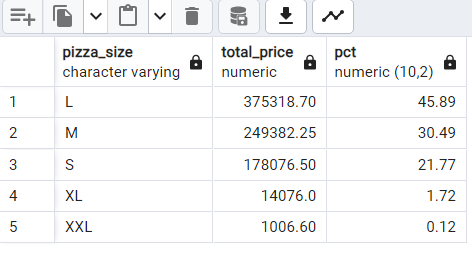 pizza_size total_price pct
character varying numeric numeric (10,2)
1 L 375318.70 45.89
2 M 249382.25 30.49
3 S 178076.50 21.77
4 XL 14076.0 1.72
5 XXL 1006.60 0.12